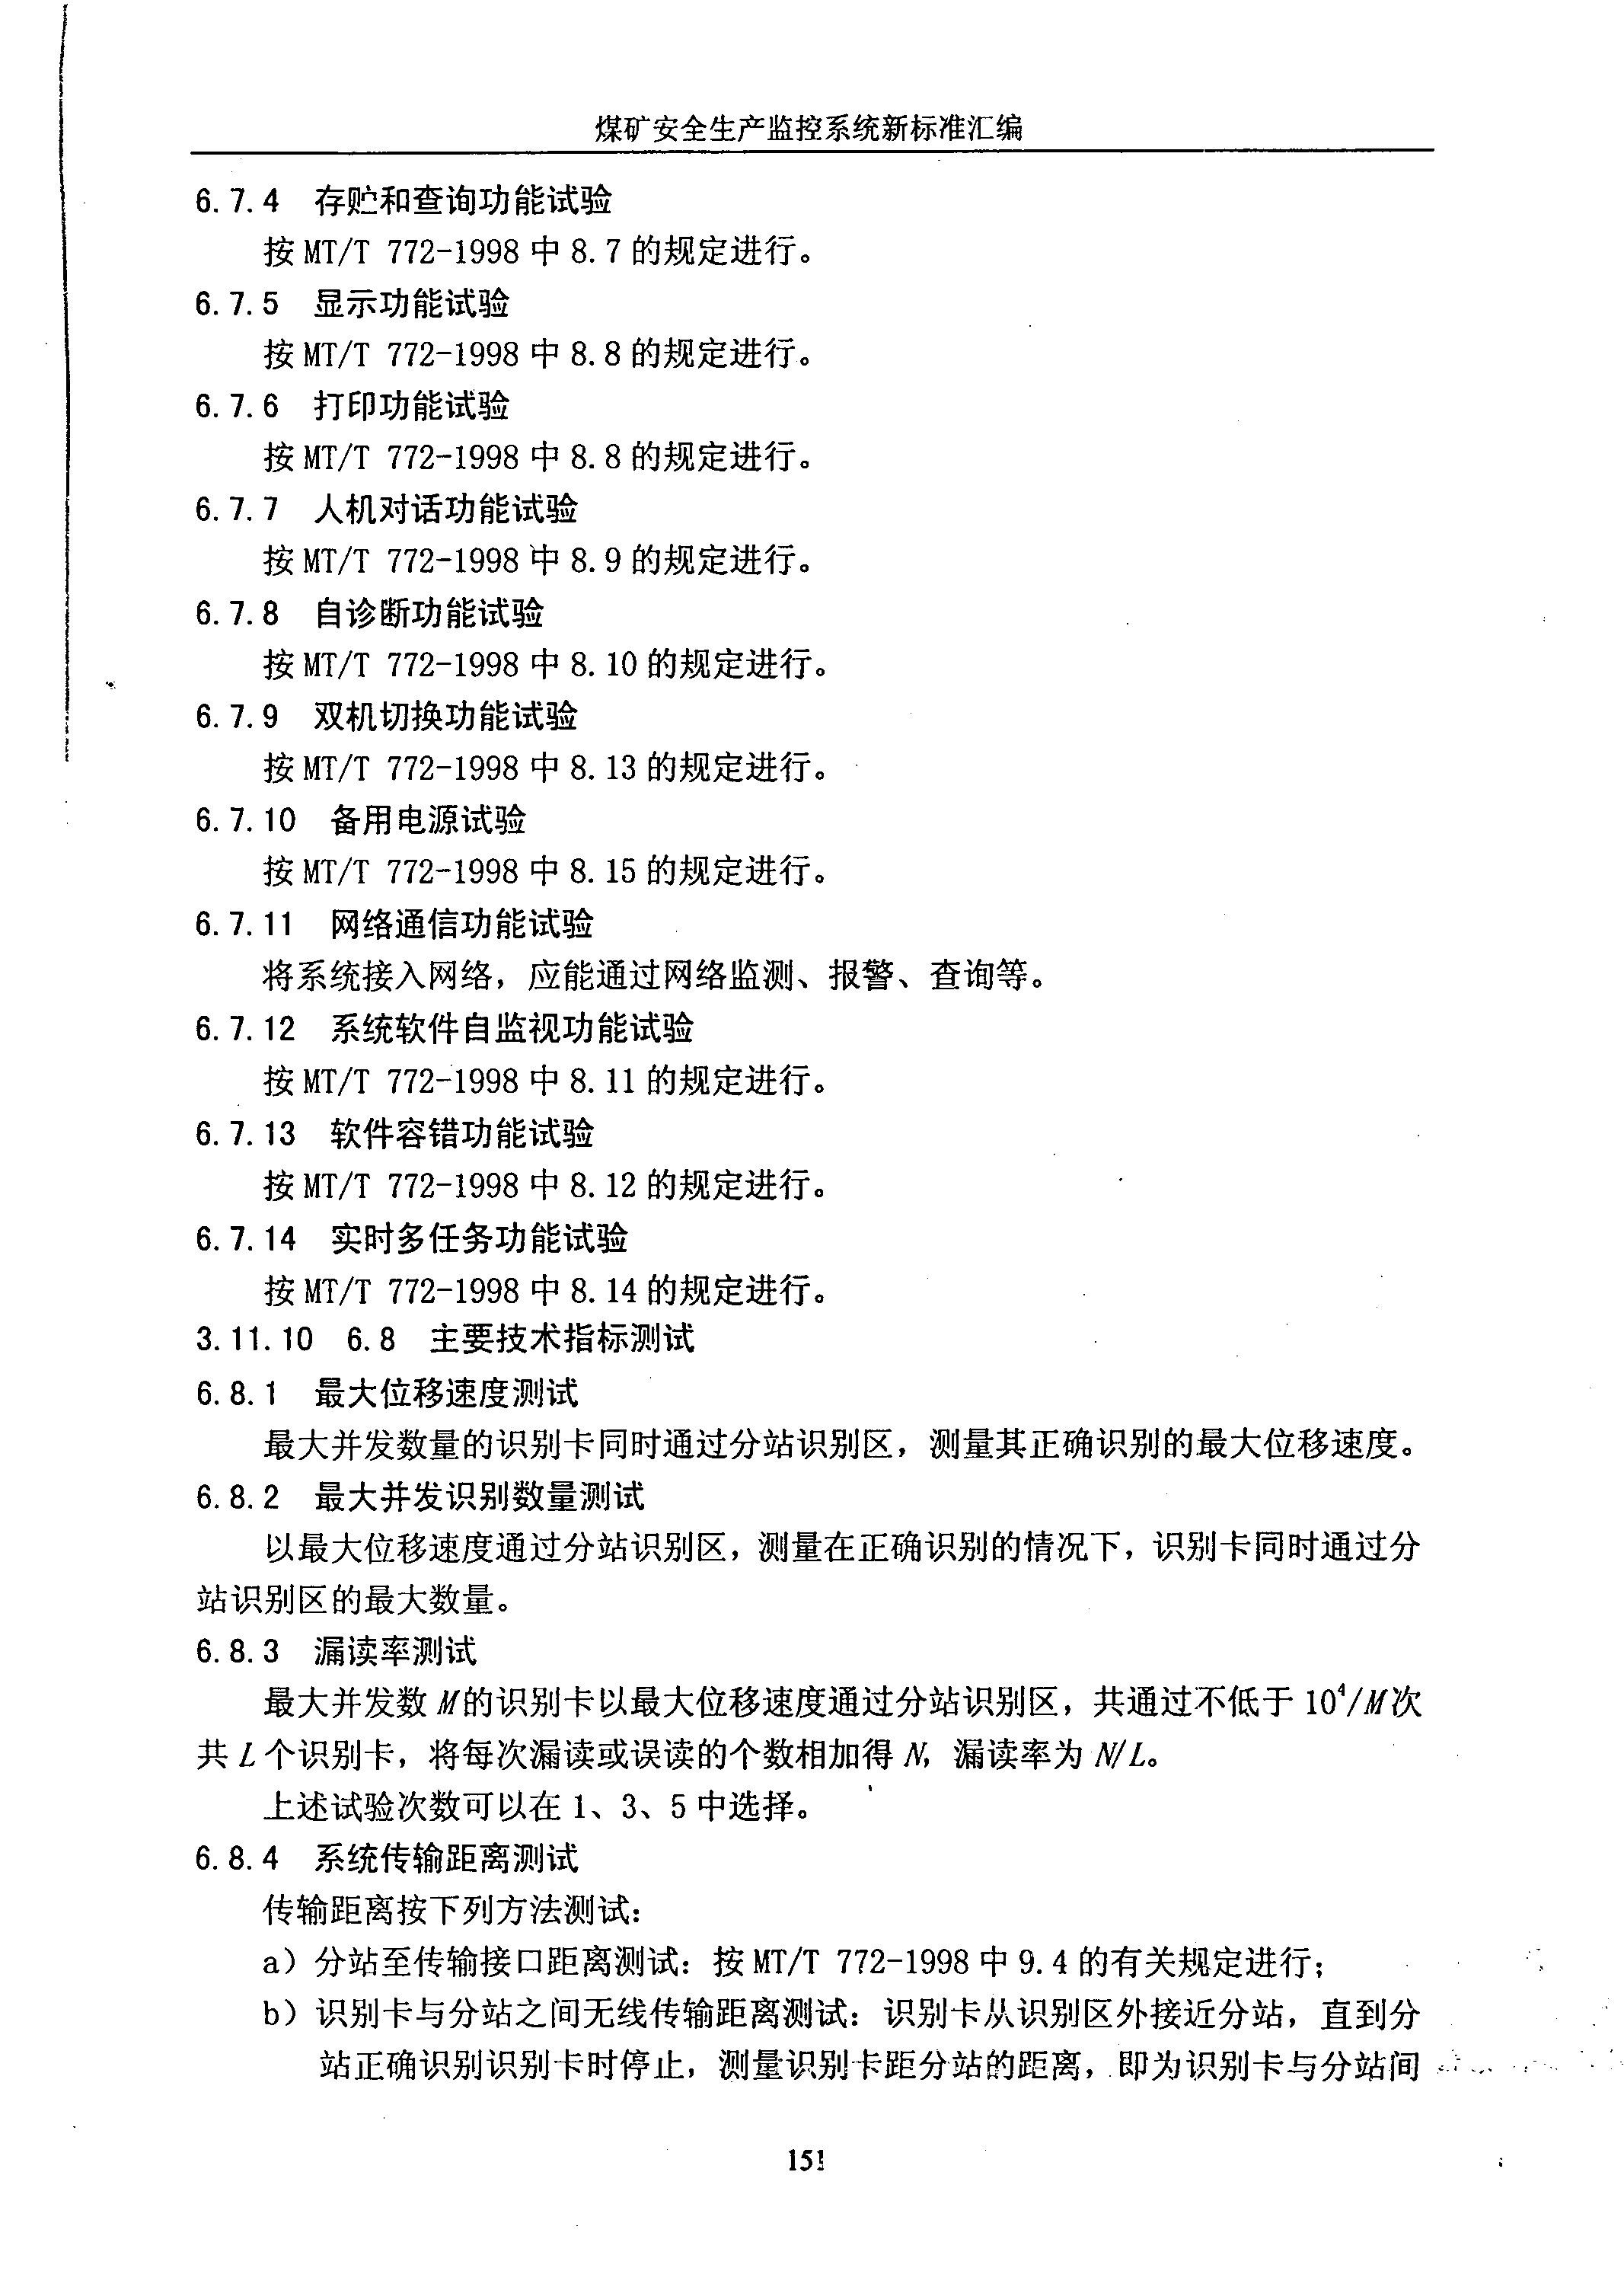 煤矿安全生产监控系统新标准汇编
6.7.4 存贮和查询功能试验
按 MT/T 772-1998 中 8.7 的规定进行。
6.7.5 显示功能试验
按 MT/T 772-1998 中 8.8 的规定进行。
6.7.6 打印功能试验
按 MT/T 772-1998 中 8.8 的规定进行。
6.7.7 人机对话功能试验
按 MT/T 772-1998 中 8.9 的规定进行。
6.7.8 自诊断功能试验
按 MT/T 772-1998 中 8.10 的规定进行。
6.7.9 双机切换功能试验
按 MT/T 772-1998 中 8.13 的规定进行。
6.7.10 备用电源试验
按 MT/T 772-1998 中 8.15 的规定进行。
6.7.11 网络通信功能试验
将系统接入网络，应能通过网络监测、报警、查询等。
6.7.12 系统软件自监视功能试验
按 MT/T 772-1998 中 8.11 的规定进行。
6.7.13 软件容错功能试验
按 MT/T 772-1998 中 8.12 的规定进行。
6.7.14 实时多任务功能试验
按 MT/T 772-1998 中 8.14 的规定进行。
3.11.10 6.8 主要技术指标测试
6.8.1 最大位移速度测试
最大并发数量的识别卡同时通过分站识别区，测量其正确识别的最大位移速度。
6.8.2 最大并发识别数量测试
以最大位移速度通过分站识别区，测量在正确识别的情况下，识别卡同时通过分
站识别区的最大数量。
6.8.3 漏读率测试
最大并发数 M的识别卡以最大位移速度通过分站识别区，共通过不低于 10⁴/M次
共 L 个识别卡，将每次漏读或误读的个数相加得 N，漏读率为 N/L。
上述试验次数可以在 1、3、5 中选择。
6.8.4 系统传输距离测试
传输距离按下列方法测试：
a）分站至传输接口距离测试：按 MT/T 772-1998 中 9.4 的有关规定进行；
b）识别卡与分站之间无线传输距离测试：识别卡从识别区外接近分站，直到分
站正确识别识别卡时停止，测量识别卡距分站的距离，即为识别卡与分站间
151